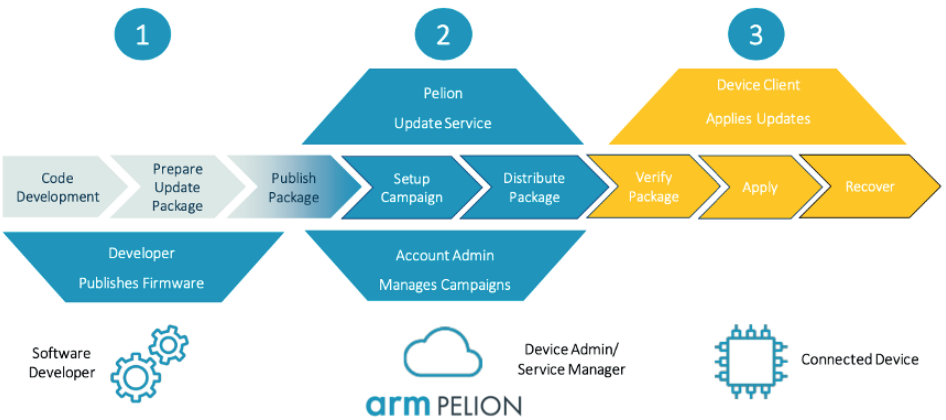 1
2
3
Pelion
Update Service
Device Client
Applies Updates
Code
Development
Prepare
Update
Package
Publish
Package
Setup
Campaign
Distribute
Package
Verify
Package
Apply
Recover
Developer
Publishes Firmware
Account Admin
Manages Campaigns
Software
Developer
Device Admin/
Service Manager
Connected Device
arm PELION